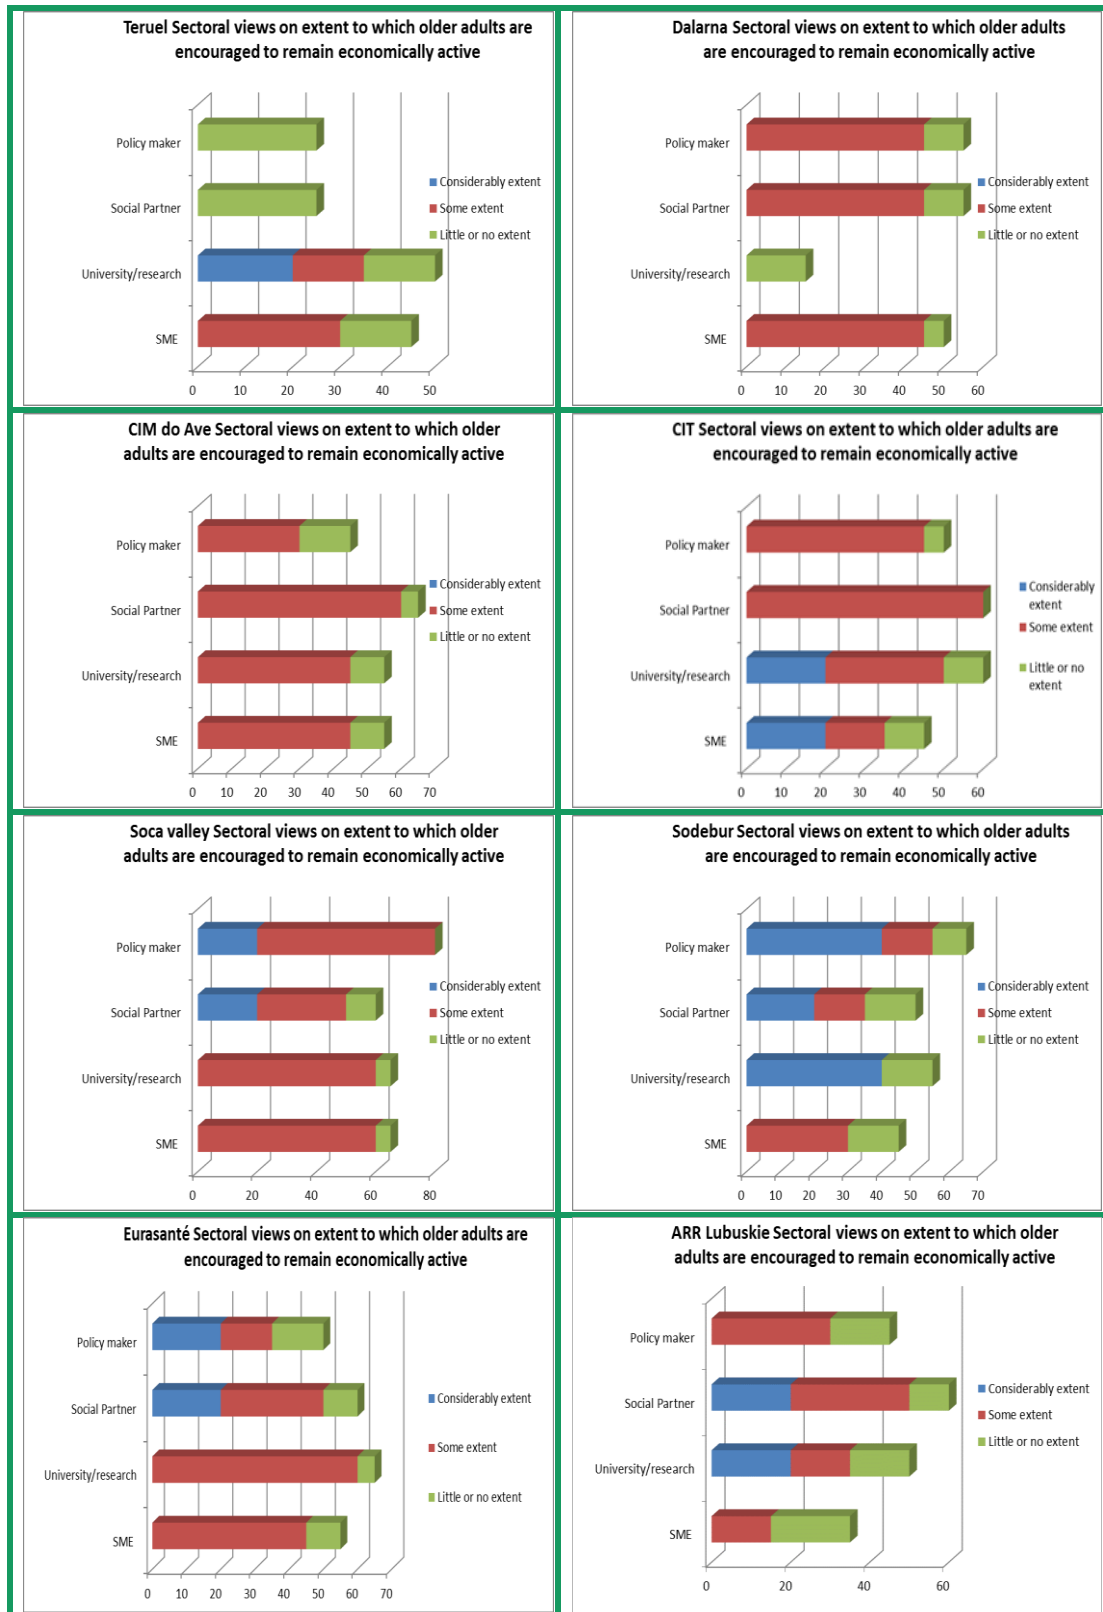 Teruel Sectoral views on extent to which older adults are
encouraged to remain economically active
Policy maker
Social Partner
University/research
SME
0 10 20 30 40 50
Considerably extent
Some extent
Little or no extent
Dalarna Sectoral views on extent to which older adults
are encouraged to remain economically active
Policy maker
Social Partner
University/research
SME
0 10 20 30 40 50 60
Considerably extent
Some extent
Little or no extent
CIM do Ave Sectoral views on extent to which older
adults are encouraged to remain economically active
Policy maker
Social Partner
University/research
SME
0 10 20 30 40 50 60 70
Considerably extent
Some extent
Little or no extent
CIT Sectoral views on extent to which older adults are
encouraged to remain economically active
Policy maker
Social Partner
University/research
SME
0 10 20 30 40 50 60
Considerably
extent
Some extent
Little or no
extent
Soca valley Sectoral views on extent to which older
adults are encouraged to remain economically active
Policy maker
Social Partner
University/research
SME
0 20 40 60 80
Considerably extent
Some extent
Little or no extent
Sodebur Sectoral views on extent to which older adults
are encouraged to remain economically active
Policy maker
Social Partner
University/research
SME
0 10 20 30 40 50 60 70
Considerably extent
Some extent
Little or no extent
Eurasanté Sectoral views on extent to which older adults are
encouraged to remain economically active
Policy maker
Social Partner
University/research
SME
0 10 20 30 40 50 60 70
Considerably extent
Some extent
Little or no extent
ARR Lubuskie Sectoral views on extent to which older
adults are encouraged to remain economically active
Policy maker
Social Partner
University/research
SME
0 20 40 60
Considerably extent
Some extent
Little or no extent